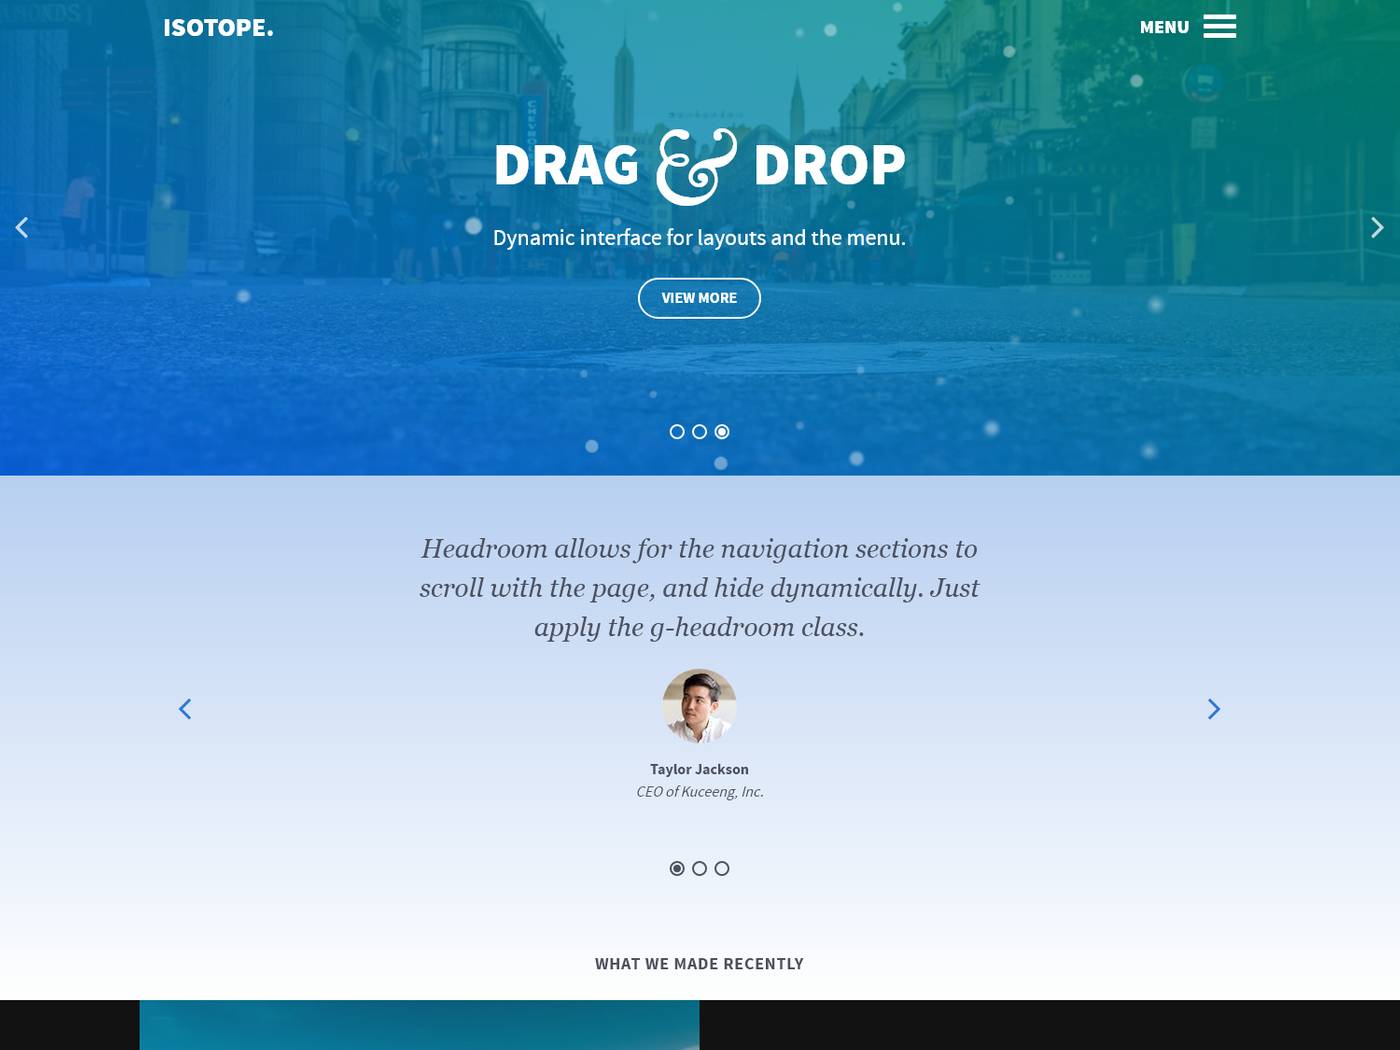 ISOTOPE.
MENU
DRAG & DROP
Dynamic interface for layouts and the menu.
VIEW MORE
Headroom allows for the navigation sections to
scroll with the page, and hide dynamically. Just
apply the g-headroom class.
Taylor Jackson
CEO of Kuceeng, Inc.
WHAT WE MADE RECENTLY